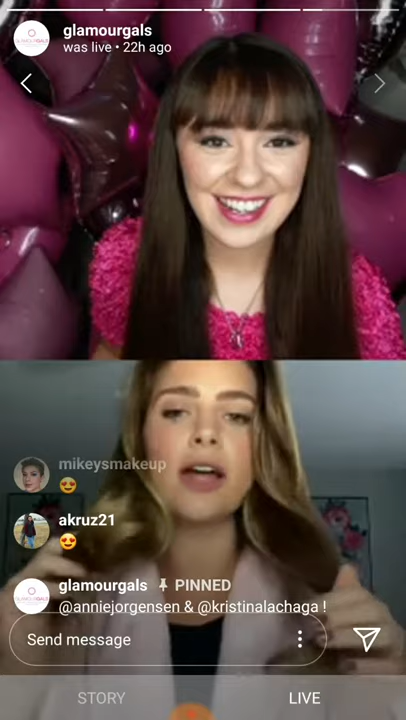 glamourgals
was live • 22h ago
mikeysmakeup
😍
akruz21
😍
glamourgals PINNED
@anniejorgensen & @kristinalachaga !
Send message
STORY
LIVE